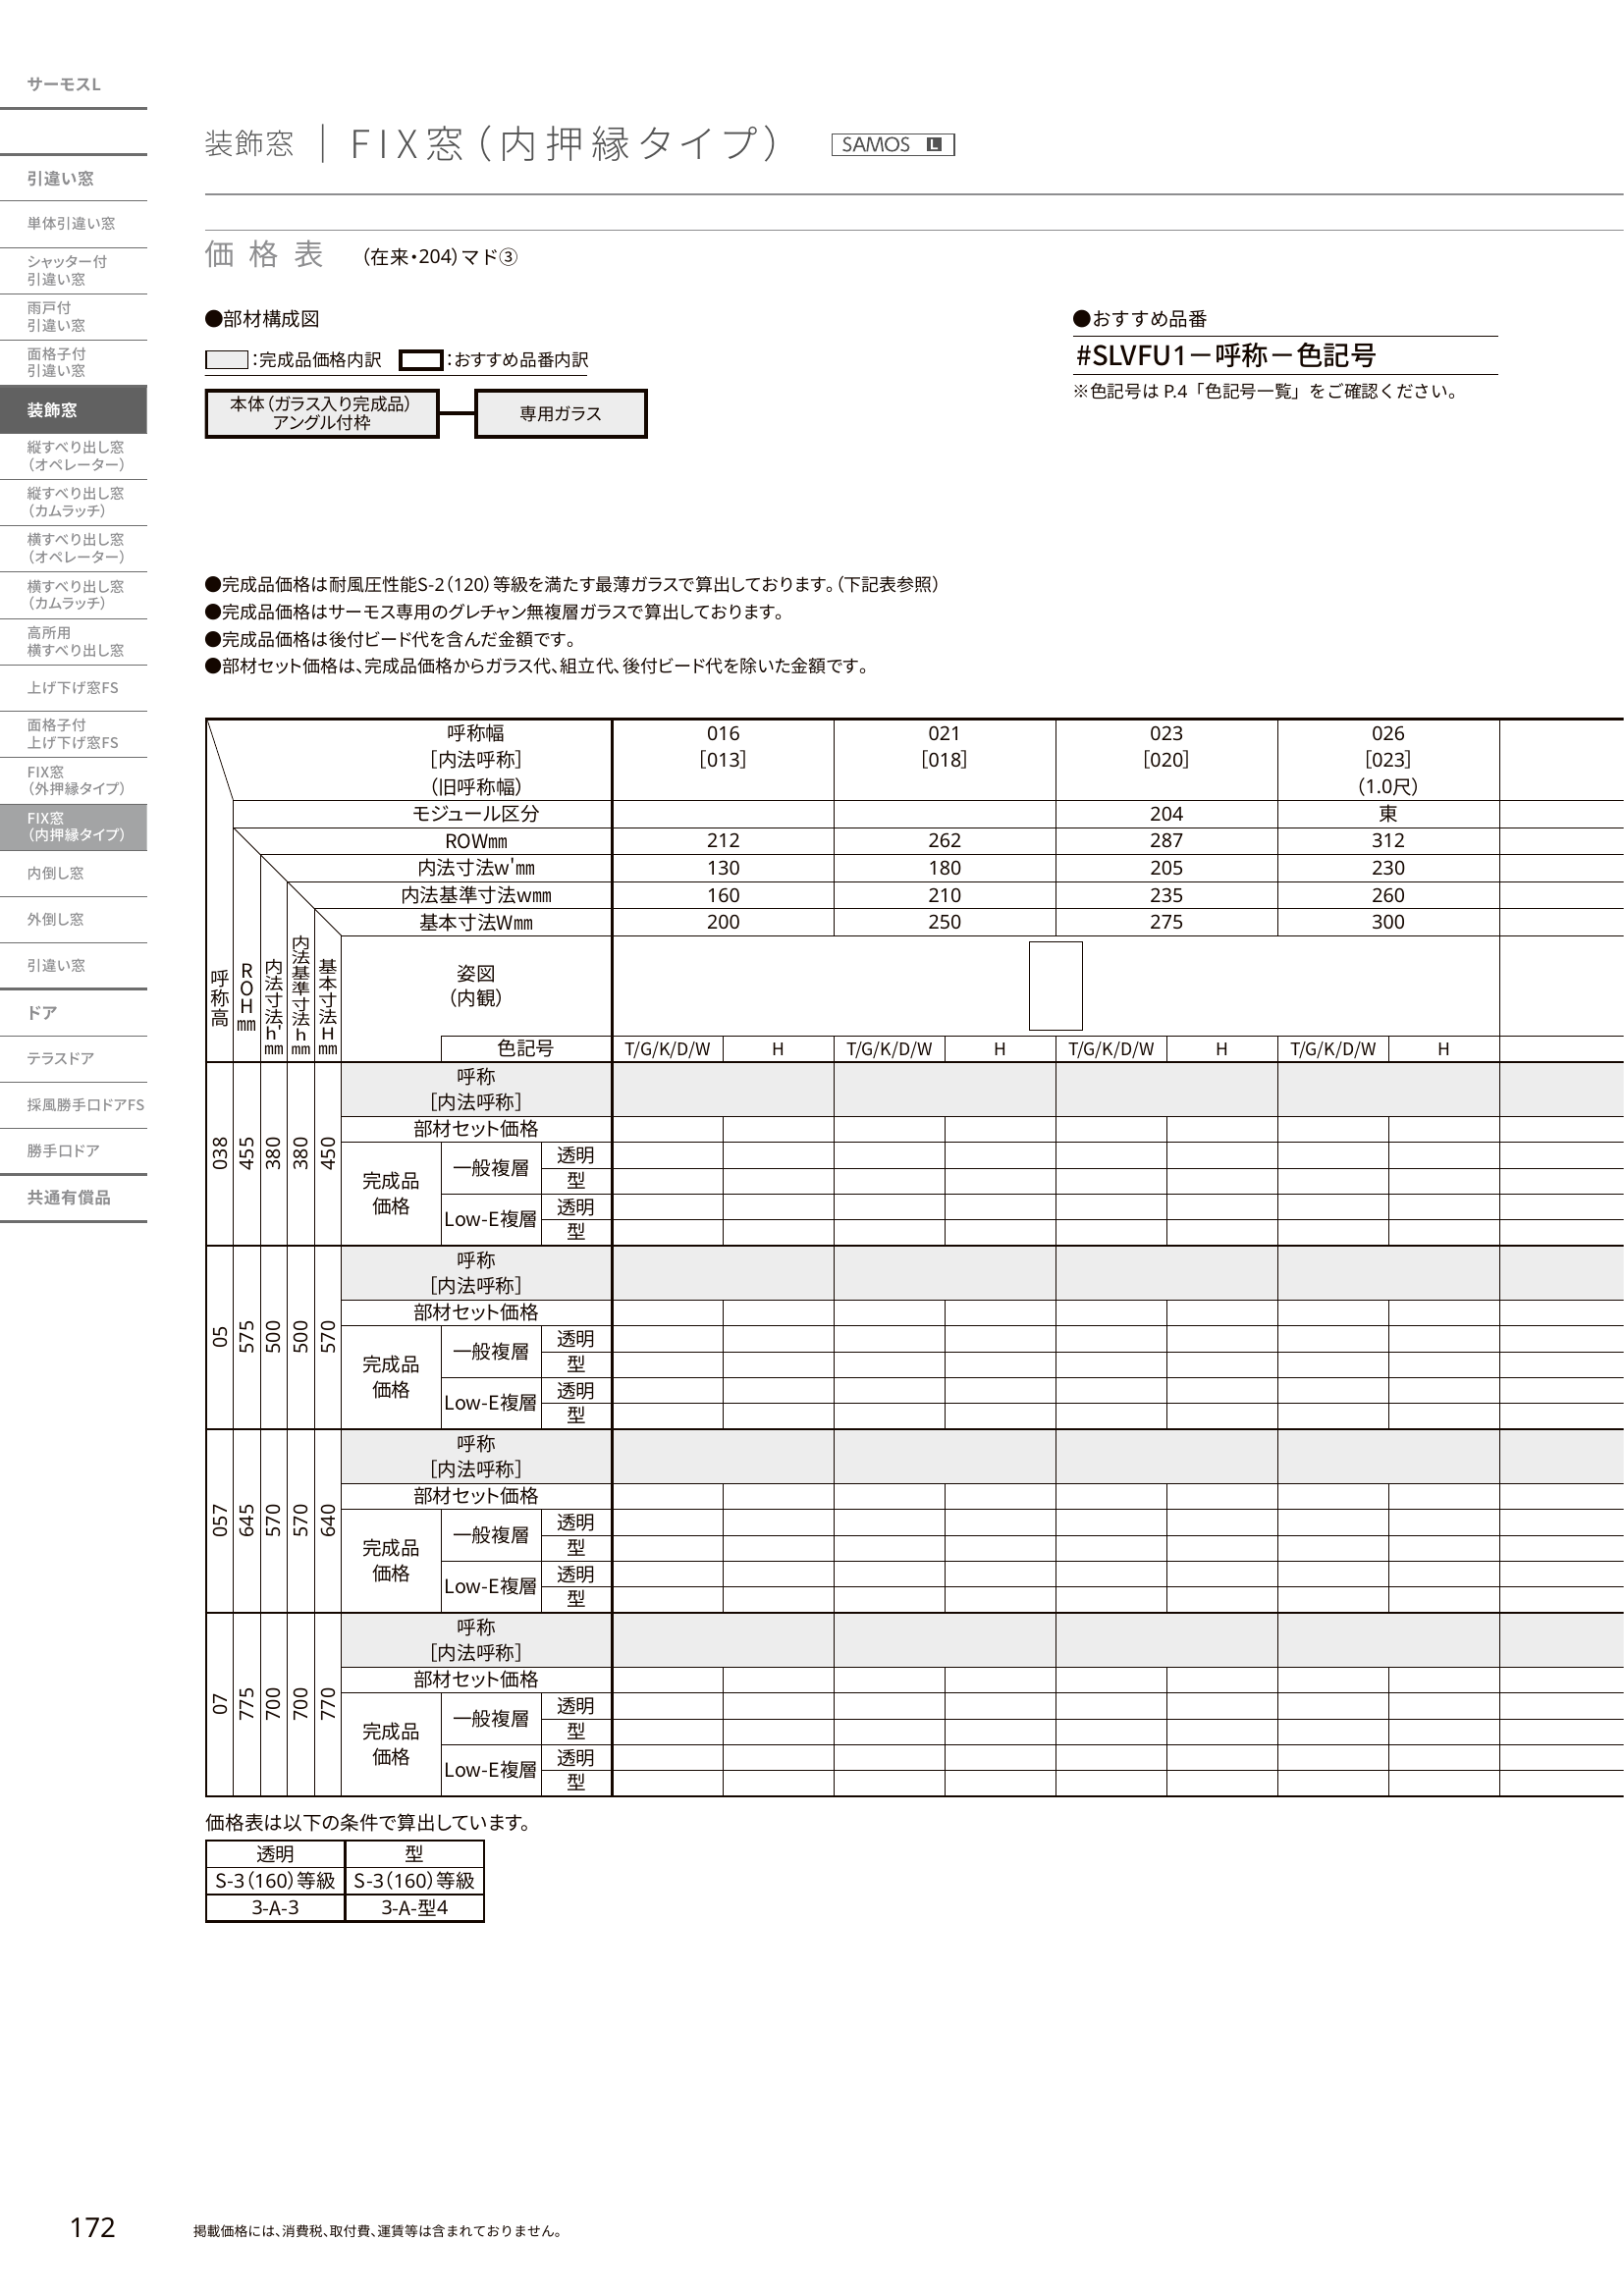 サーモスL
引違い窓
単体引違い窓
シャッター付
引違い窓
雨戸付
引違い窓
面格子付
引違い窓
装飾窓
縦すべり出し窓
（オペレーター）
縦すべり出し窓
（カムラッチ）
横すべり出し窓
（オペレーター）
横すべり出し窓
（カムラッチ）
高所用
横すべり出し窓
上げ下げ窓FS
面格子付
上げ下げ窓FS
FIX窓
（外押縁タイプ）
FIX窓
（内押縁タイプ）
内倒し窓
外倒し窓
引違い窓
ドア
テラスドア
採風勝手口ドアFS
勝手口ドア
共通有償品
装飾窓 FIX窓（内押縁タイプ） SAMOS L
価格表 （在来・204）マド③
●部材構成図
：完成品価格内訳 ：おすすめ品番内訳
本体（ガラス入り完成品）
アングル付枠
専用ガラス
●おすすめ品番
#SLVFU1－呼称－色記号
※色記号は P.4「色記号一覧」をご確認ください。
●完成品価格は耐風圧性能S-2（120）等級を満たす最薄ガラスで算出しております。（下記表参照）
●完成品価格はサーモス専用のグレチャン無複層ガラスで算出しております。
●完成品価格は後付ビード代を含んだ金額です。
●部材セット価格は、完成品価格からガラス代、組立代、後付ビード代を除いた金額です。
呼称幅 016 021 023 026
［内法呼称］ ［013］ ［018］ ［020］ ［023］
（旧呼称幅） （1.0尺）
モジュール区分 204 東
ROW㎜ 212 262 287 312
内法寸法w'㎜ 130 180 205 230
内法基準寸法w㎜ 160 210 235 260
基本寸法W㎜ 200 250 275 300
呼称高
ROH㎜
内法寸法h'㎜
内法基準寸法h㎜
基本寸法H㎜
姿図
（内観）
色記号 T/G/K/D/W H T/G/K/D/W H T/G/K/D/W H T/G/K/D/W H
038 455 380 380 450
呼称
［内法呼称］
部材セット価格
完成品
価格
一般複層 透明
型
Low-E複層 透明
型
05 575 500 500 570
呼称
［内法呼称］
部材セット価格
完成品
価格
一般複層 透明
型
Low-E複層 透明
型
057 645 570 570 640
呼称
［内法呼称］
部材セット価格
完成品
価格
一般複層 透明
型
Low-E複層 透明
型
07 775 700 700 770
呼称
［内法呼称］
部材セット価格
完成品
価格
一般複層 透明
型
Low-E複層 透明
型
価格表は以下の条件で算出しています。
透明 型
S-3（160）等級 S-3（160）等級
3-A-3 3-A-型4
172 掲載価格には、消費税、取付費、運賃等は含まれておりません。